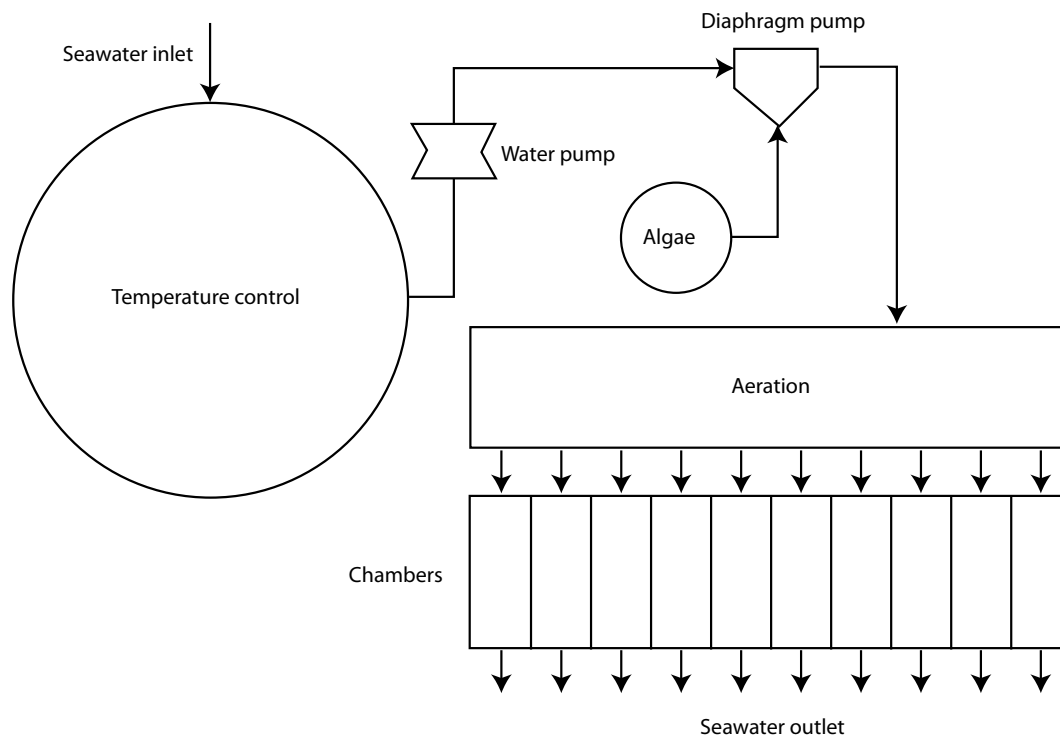 Diaphragm pump
Seawater inlet
Water pump
Algae
Temperature control
Aeration
Chambers
Seawater outlet